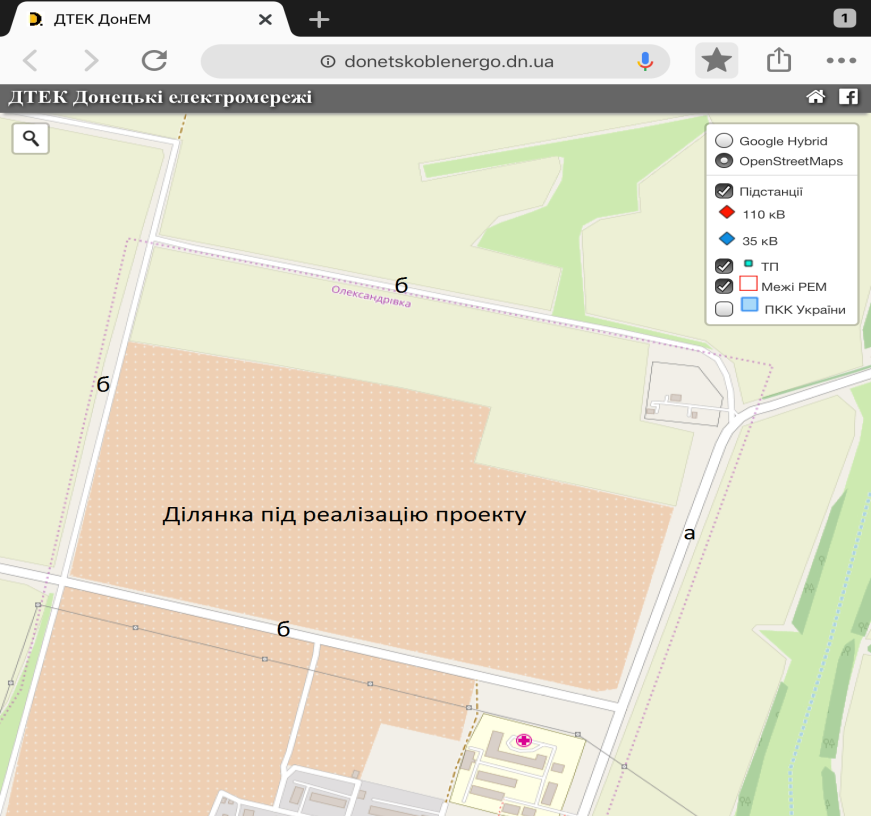 ДТЕК ДонЕМ
1
donetskoblenergo.dn.ua
ДТЕК Донецькі електромережі
Google Hybrid
OpenStreetMaps
Підстанції
110 кВ
35 кВ
ТП
Межі РЕМ
ПКК України
б
Олександрівка
б
Ділянка під реалізацію проекту
а
б